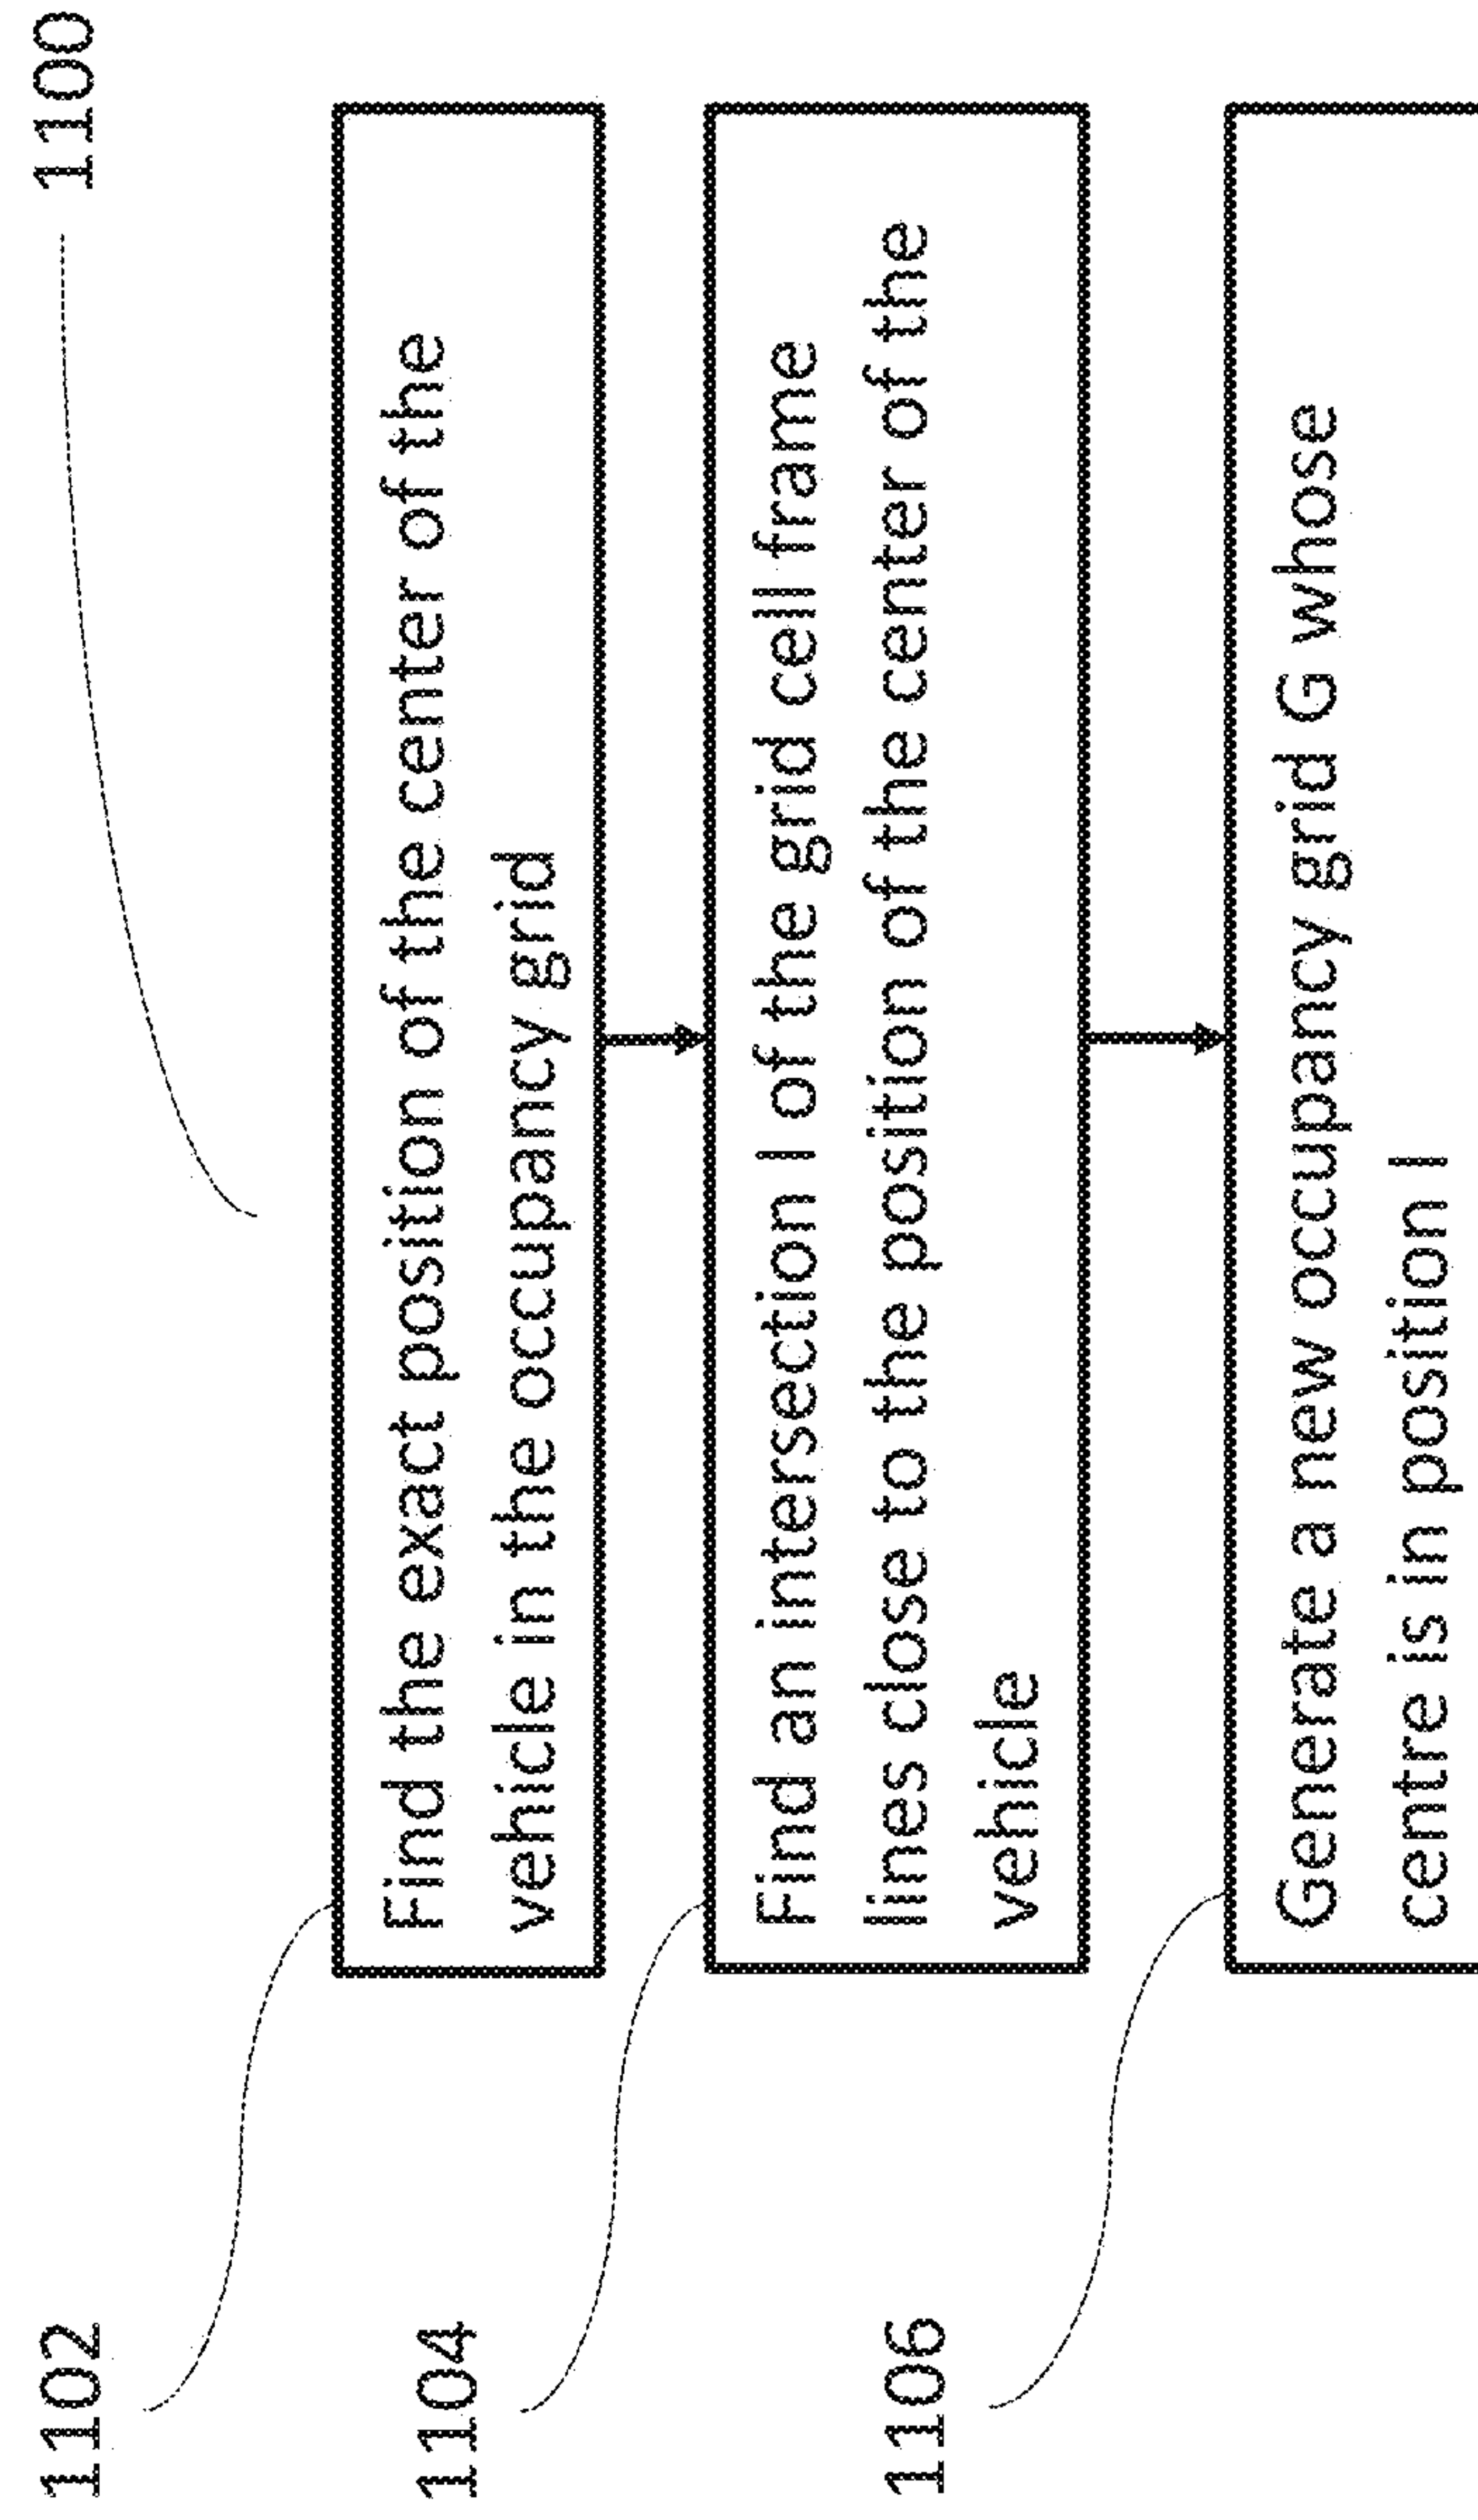 1100
1102
Find the exact position of the center of the
vehicle in the occupancy grid
1104
Find an intersection I of the grid cell frame
lines close to the position of the center of the
vehicle
1106
Generate a new occupancy grid G whose
centre is in position I